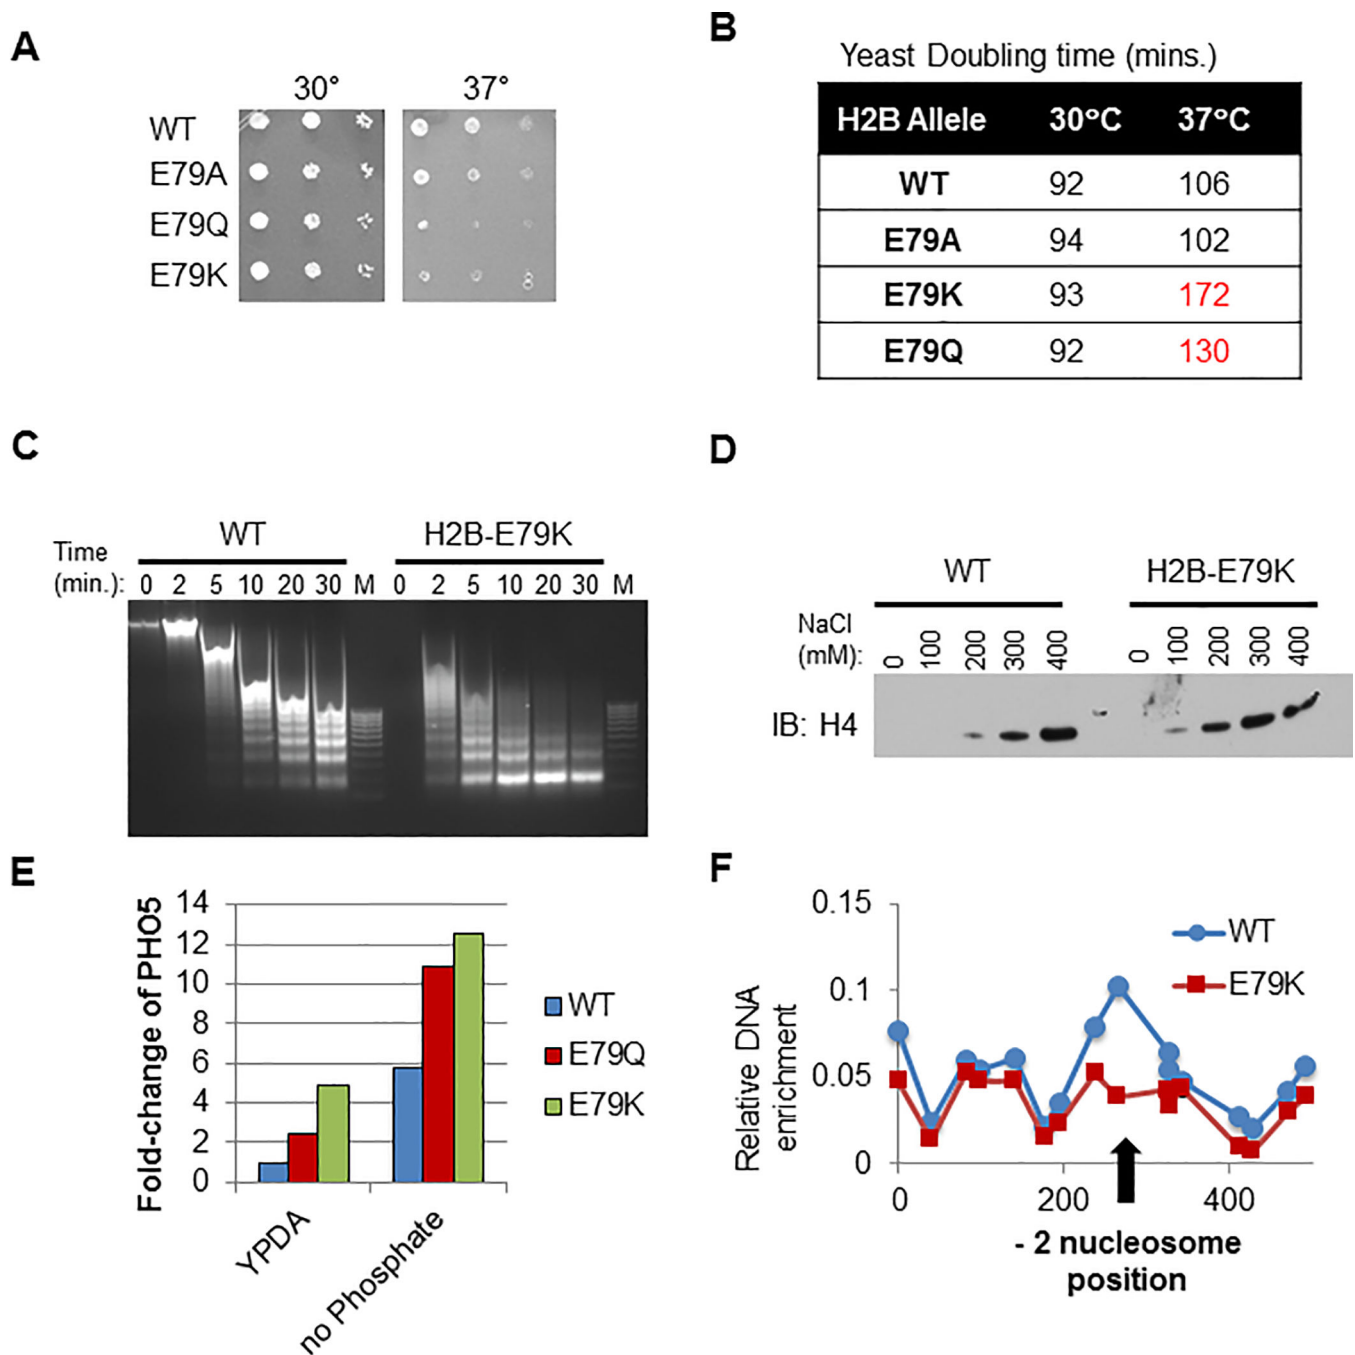 A
30° 37°
WT
E79A
E79Q
E79K
B
Yeast Doubling time (mins.)
H2B Allele 30°C 37°C
WT 92 106
E79A 94 102
E79K 93 172
E79Q 92 130
C
WT H2B-E79K
Time
(min.): 0 2 5 10 20 30 M 0 2 5 10 20 30 M
D
WT H2B-E79K
NaCl
(mM): 0 100 200 300 400 0 100 200 300 400
IB: H4
E
Fold-change of PHO5
14
12
10
8
6
4
2
0
YPDA
no Phosphate
WT
E79Q
E79K
F
Relative DNA
enrichment
0.15
0.1
0.05
0
0 200 400
WT
E79K
- 2 nucleosome
position